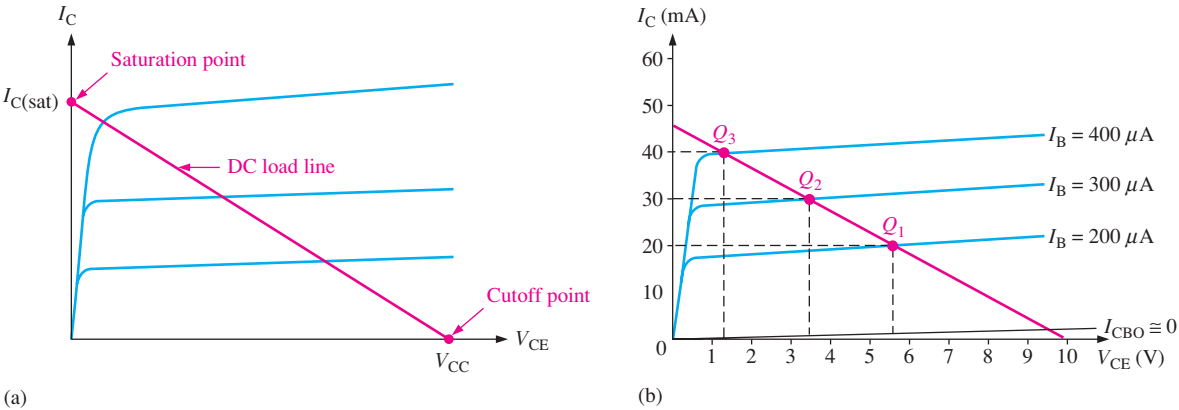 I_C
Saturation point
I_C(sat)
DC load line
Cutoff point
V_CE
V_CC
(a)
I_C (mA)
60
50
40
30
20
10
0
Q_3
Q_2
Q_1
I_B = 400 µA
I_B = 300 µA
I_B = 200 µA
I_CBO ≅ 0
1 2 3 4 5 6 7 8 9 10
V_CE (V)
(b)